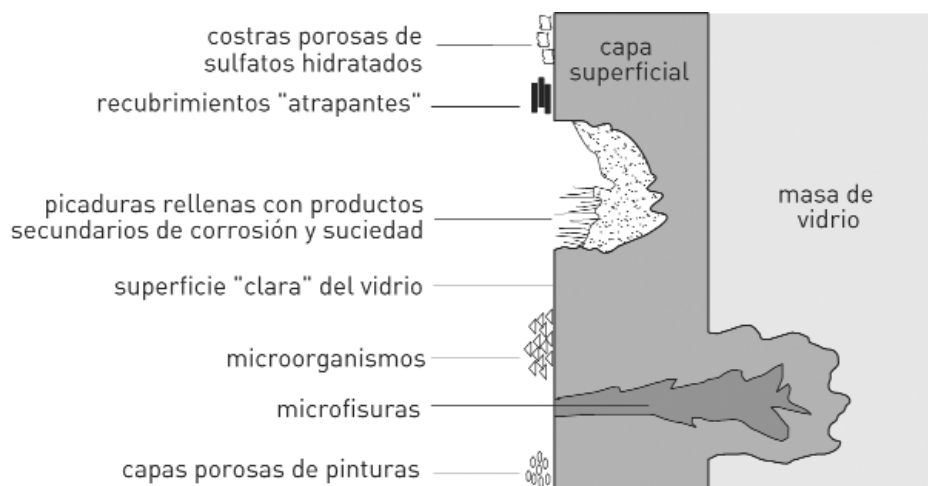 costras porosas de
sulfatos hidratados
recubrimientos "atrapantes"
picaduras rellenas con productos
secundarios de corrosión y suciedad
superficie "clara" del vidrio
microorganismos
microfisuras
capas porosas de pinturas
capa
superficial
masa de
vidrio